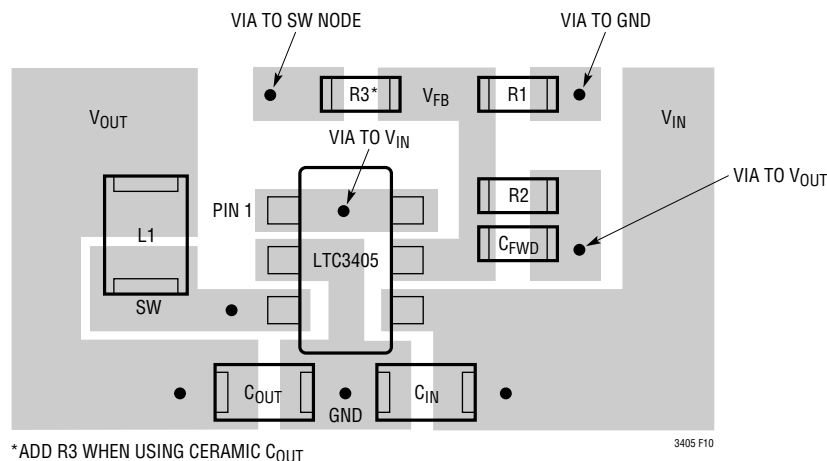 VIA TO SW NODE
VIA TO GND
R3*
VFB
R1
VOUT
VIN
VIA TO VIN
VIA TO VOUT
R2
PIN 1
CFWD
L1
LTC3405
SW
COUT
CIN
GND
3405 F10
*ADD R3 WHEN USING CERAMIC COUT